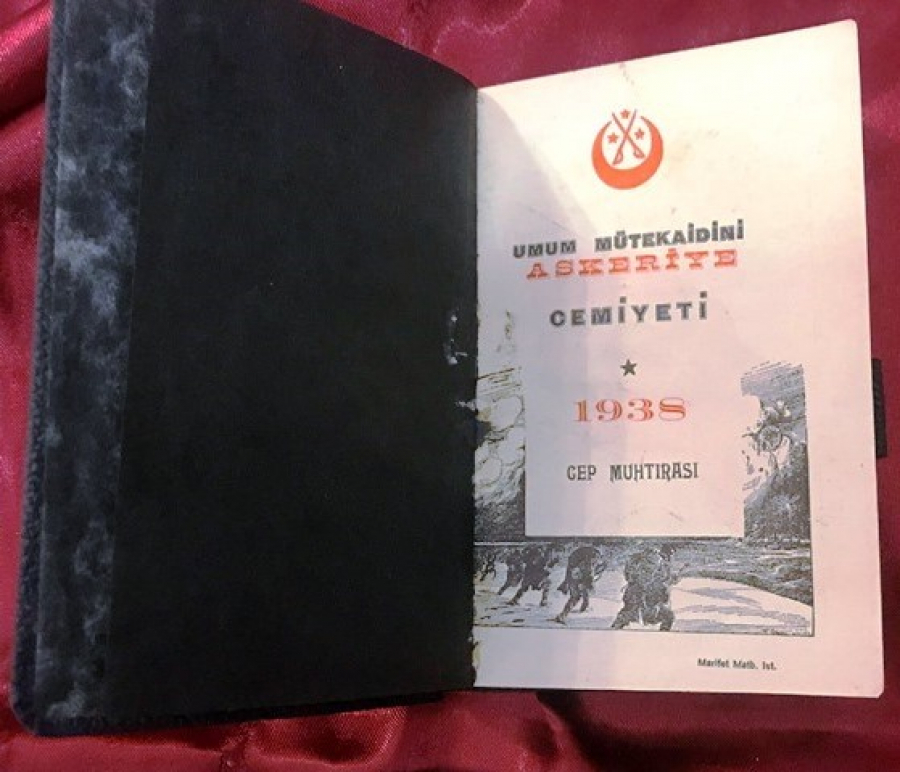 UMUM MÜTEKAİDİNİ
ASKERİYE
CEMİYETİ
1938
CEP MUHTIRASI
Marifet Matb. İst.